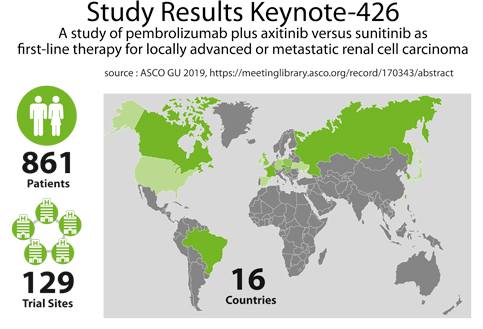 Study Results Keynote-426
A study of pembrolizumab plus axitinib versus sunitinib as
first-line therapy for locally advanced or metastatic renal cell carcinoma
source : ASCO GU 2019, https://meetinglibrary.asco.org/record/170343/abstract
861
Patients
129
Trial Sites
16
Countries